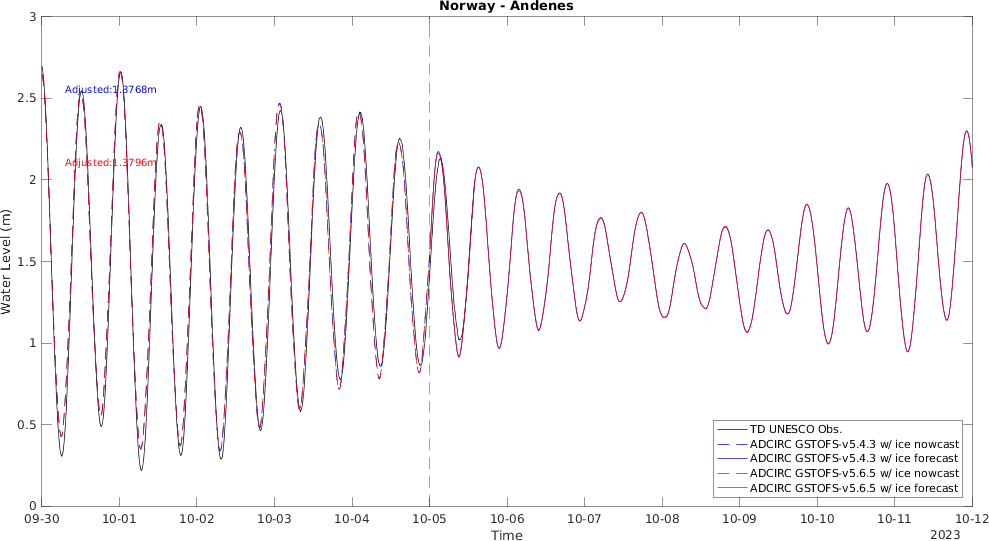 Norway - Andenes
3
2.5
2
1.5
1
0.5
0
Water Level (m)
Adjusted:1.3768m
Adjusted:1.3796m
TD UNESCO Obs.
ADCIRC GSTOFS-v5.4.3 w/ ice nowcast
ADCIRC GSTOFS-v5.4.3 w/ ice forecast
ADCIRC GSTOFS-v5.6.5 w/ ice nowcast
ADCIRC GSTOFS-v5.6.5 w/ ice forecast
09-30 10-01 10-02 10-03 10-04 10-05 10-06 10-07 10-08 10-09 10-10 10-11 10-12
Time
2023